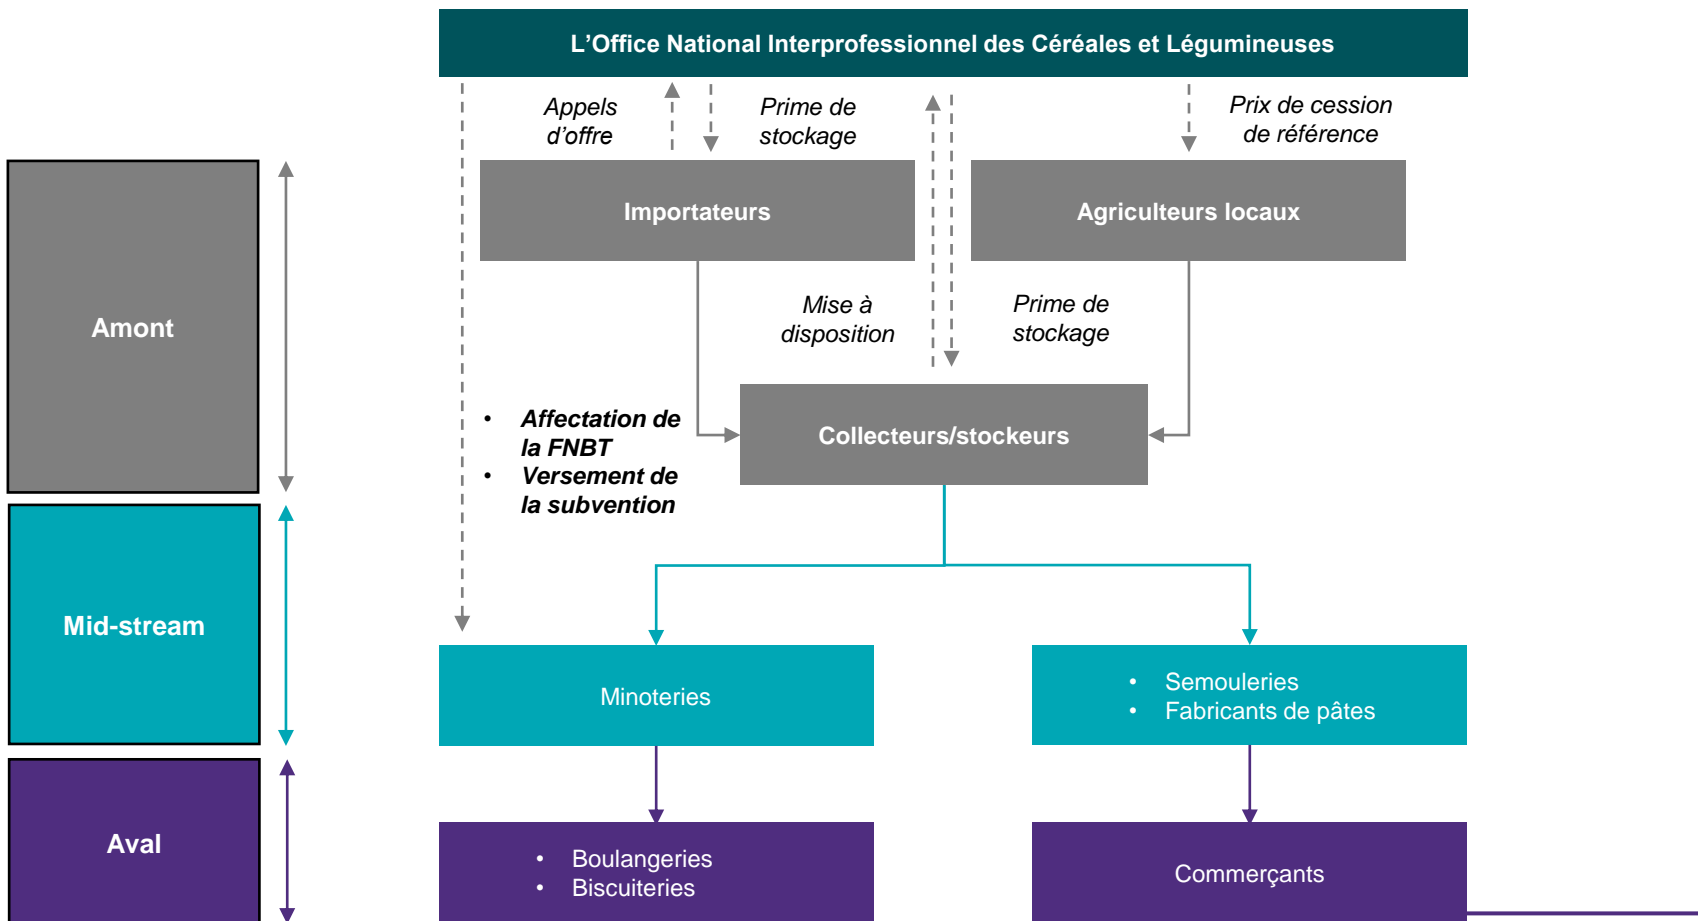 L’Office National Interprofessionnel des Céréales et Légumineuses
Appels
d’offre
Prime de
stockage
Prix de cession
de référence
Importateurs
Agriculteurs locaux
Amont
Mise à
disposition
Prime de
stockage
• Affectation de
la FNBT
• Versement de
la subvention
Collecteurs/stockeurs
Mid-stream
Minoteries
• Semouleries
• Fabricants de pâtes
Aval
• Boulangeries
• Biscuiteries
Commerçants